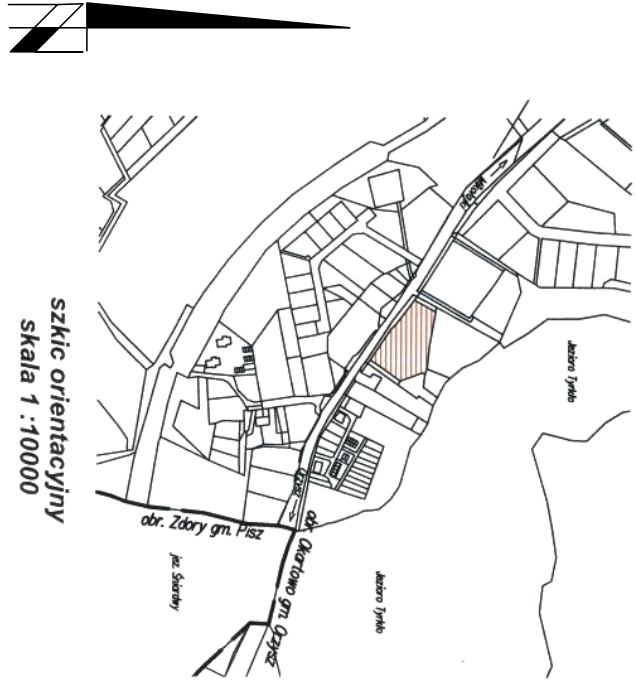 szkic orientacyjny
skala 1 :10000
Mikołajki
Jezioro Tyrkło
Orzysz
obr. Zdory gm. Pisz
obr. Okartowo gm. Orzysz
jez. Śniardwy
Jezioro Tyrkło